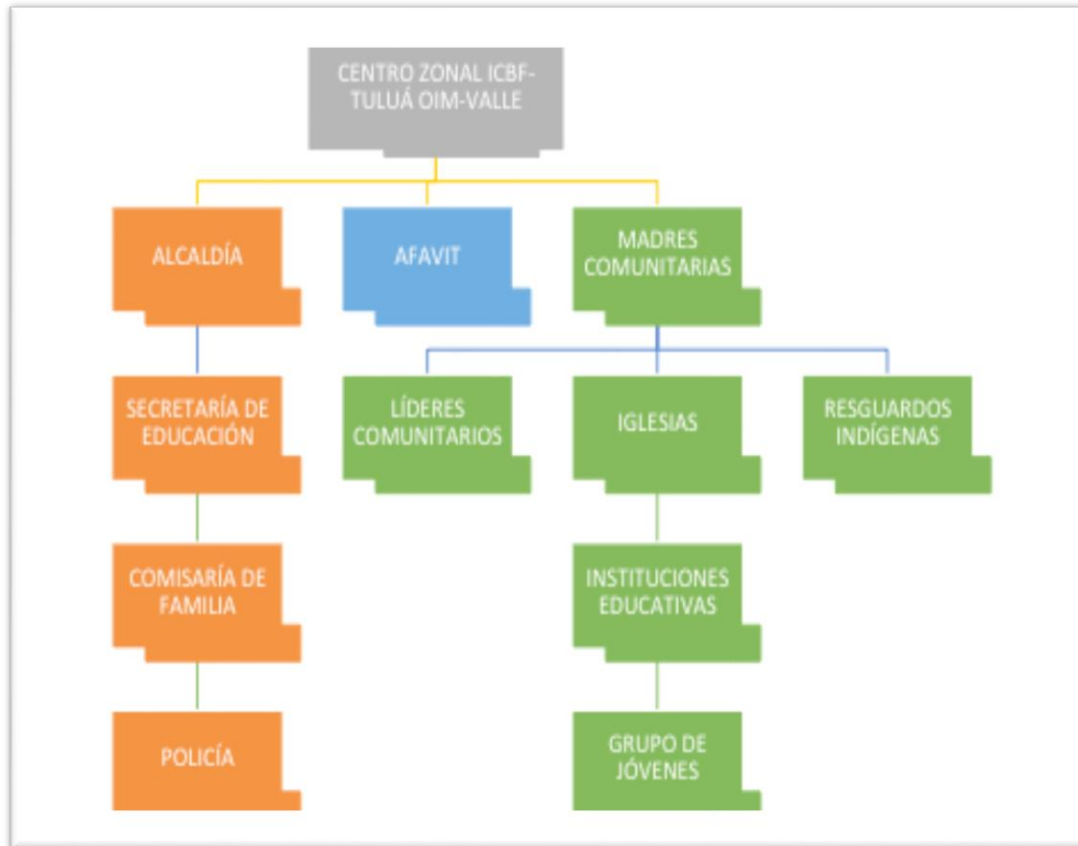 CENTRO ZONAL ICBF-
TULUÁ OIM-VALLE
ALCALDÍA
AFAVIT
MADRES
COMUNITARIAS
SECRETARÍA DE
EDUCACIÓN
LÍDERES
COMUNITARIOS
IGLESIAS
RESGUARDOS
INDÍGENAS
COMISARÍA DE
FAMILIA
INSTITUCIONES
EDUCATIVAS
POLICÍA
GRUPO DE
JÓVENES